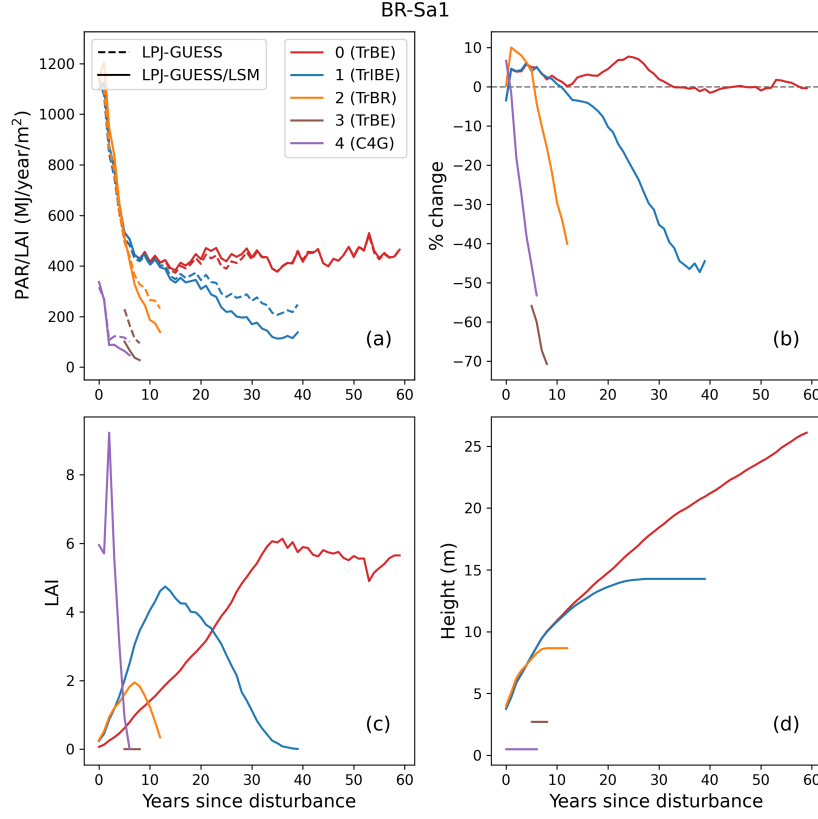 BR-Sa1
LPJ-GUESS
LPJ-GUESS/LSM
0 (TrBE)
1 (TrIBE)
2 (TrBR)
3 (TrBE)
4 (C4G)
PAR/LAI (MJ/year/m²)
1200
1000
800
600
400
200
0
0 10 20 30 40 50 60
(a)
% change
10
0
−10
−20
−30
−40
−50
−60
−70
0 10 20 30 40 50 60
(b)
LAI
8
6
4
2
0
0 10 20 30 40 50 60
Years since disturbance
(c)
Height (m)
25
20
15
10
5
0
0 10 20 30 40 50 60
Years since disturbance
(d)